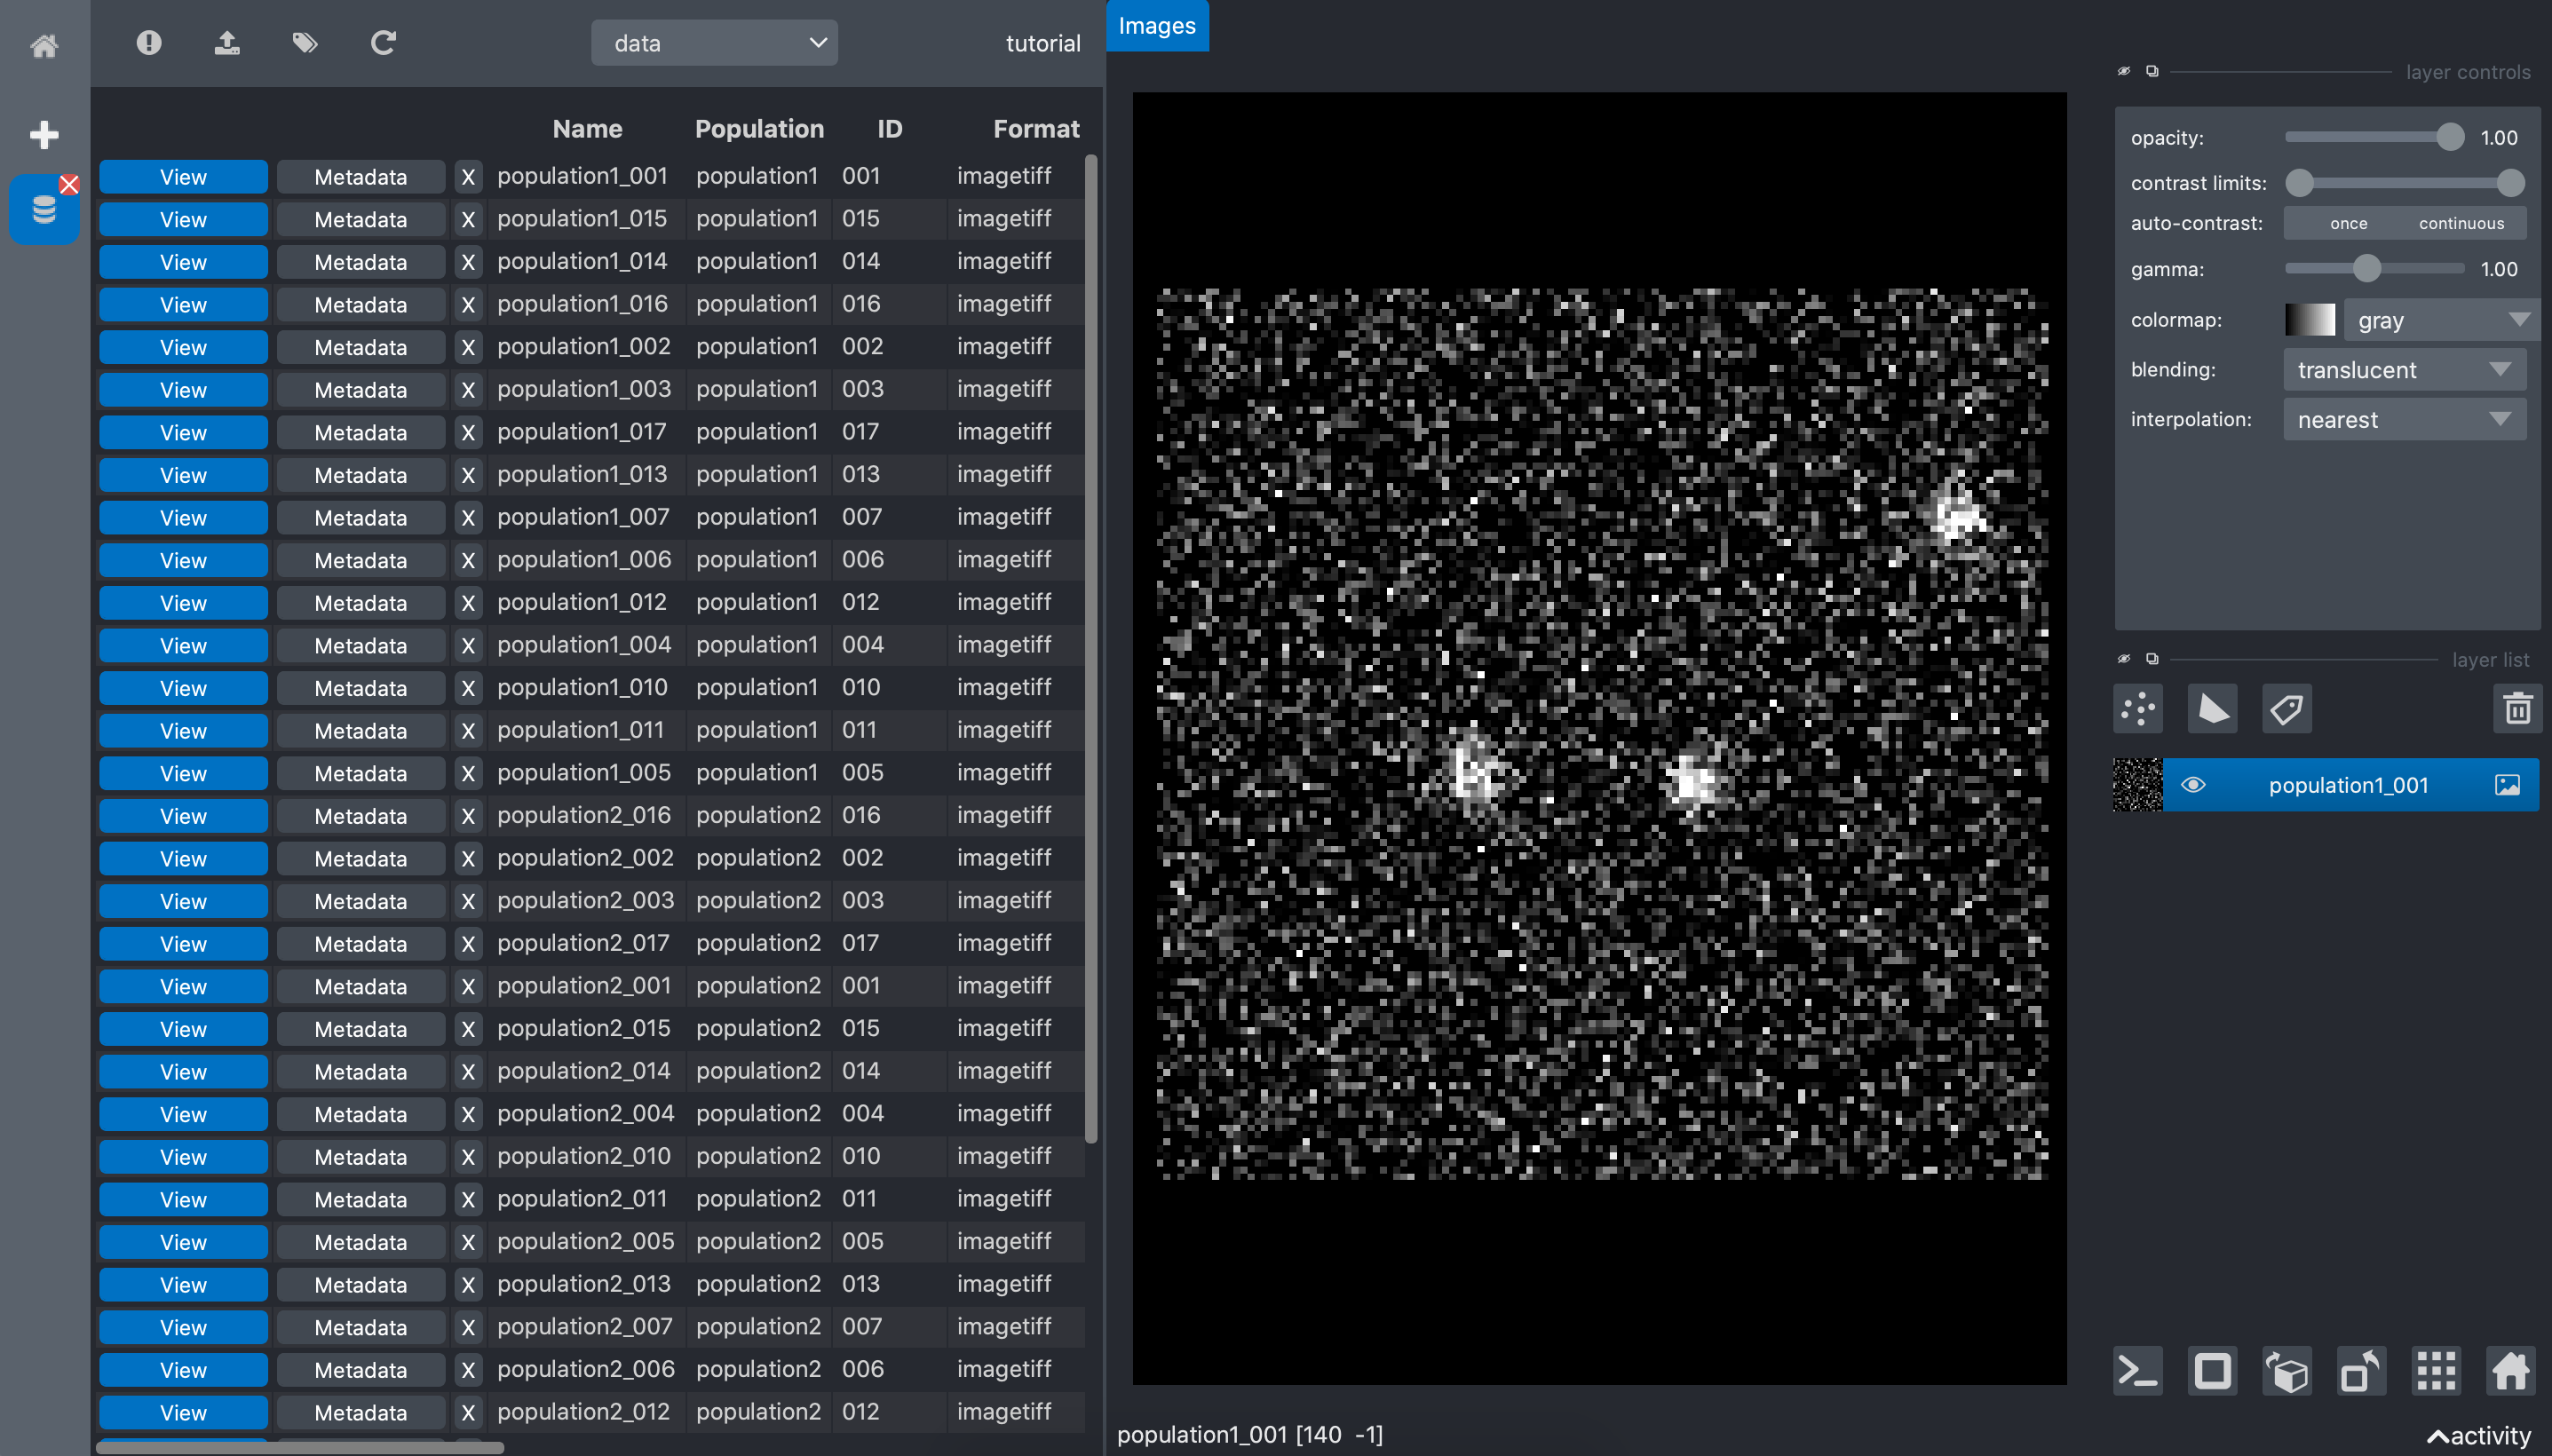 data
tutorial
Images
Name Population ID Format
View Metadata X population1_001 population1 001 imagetiff
View Metadata X population1_015 population1 015 imagetiff
View Metadata X population1_014 population1 014 imagetiff
View Metadata X population1_016 population1 016 imagetiff
View Metadata X population1_002 population1 002 imagetiff
View Metadata X population1_003 population1 003 imagetiff
View Metadata X population1_017 population1 017 imagetiff
View Metadata X population1_013 population1 013 imagetiff
View Metadata X population1_007 population1 007 imagetiff
View Metadata X population1_006 population1 006 imagetiff
View Metadata X population1_012 population1 012 imagetiff
View Metadata X population1_004 population1 004 imagetiff
View Metadata X population1_010 population1 010 imagetiff
View Metadata X population1_011 population1 011 imagetiff
View Metadata X population1_005 population1 005 imagetiff
View Metadata X population2_016 population2 016 imagetiff
View Metadata X population2_002 population2 002 imagetiff
View Metadata X population2_003 population2 003 imagetiff
View Metadata X population2_017 population2 017 imagetiff
View Metadata X population2_001 population2 001 imagetiff
View Metadata X population2_015 population2 015 imagetiff
View Metadata X population2_014 population2 014 imagetiff
View Metadata X population2_004 population2 004 imagetiff
View Metadata X population2_010 population2 010 imagetiff
View Metadata X population2_011 population2 011 imagetiff
View Metadata X population2_005 population2 005 imagetiff
View Metadata X population2_013 population2 013 imagetiff
View Metadata X population2_007 population2 007 imagetiff
View Metadata X population2_006 population2 006 imagetiff
View Metadata X population2_012 population2 012 imagetiff
population1_001 [140 -1]
layer controls
opacity: 1.00
contrast limits:
auto-contrast: once continuous
gamma: 1.00
colormap: gray
blending: translucent
interpolation: nearest
layer list
population1_001
activity